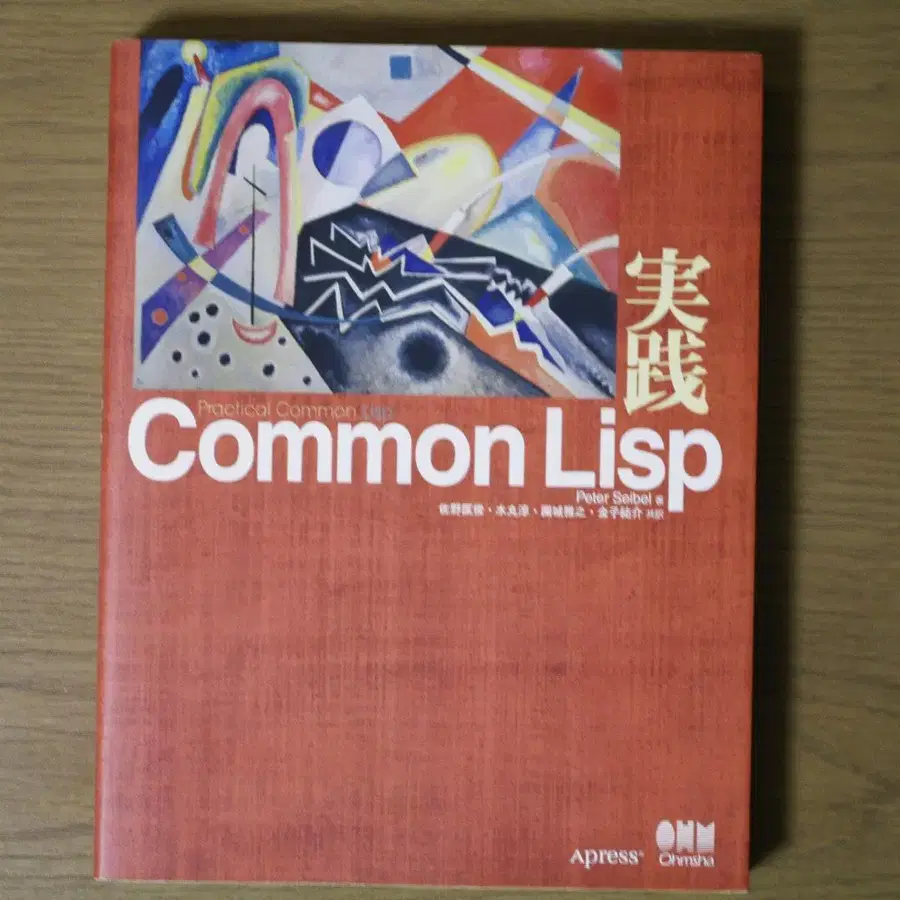 実践
Practical Common Lisp
Common Lisp
Peter Seibel 著
佐野匡俊・水丸淳・園城雅之・金子祐介 共訳
Apress®
OHM
Ohmsha